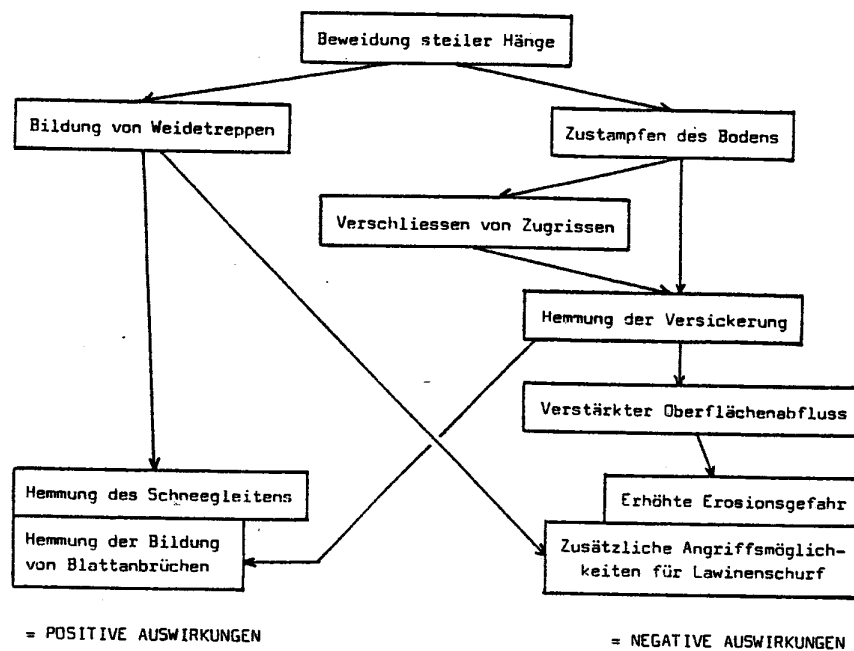 Beweidung steiler Hänge
Bildung von Weidetreppen
Zustampfen des Bodens
Verschliessen von Zugrissen
Hemmung der Versickerung
Verstärkter Oberflächenabfluss
Hemmung des Schneegleitens
Erhöhte Erosionsgefahr
Hemmung der Bildung
von Blattanbrüchen
Zusätzliche Angriffsmöglich-
keiten für Lawinenschurf
= POSITIVE AUSWIRKUNGEN
= NEGATIVE AUSWIRKUNGEN